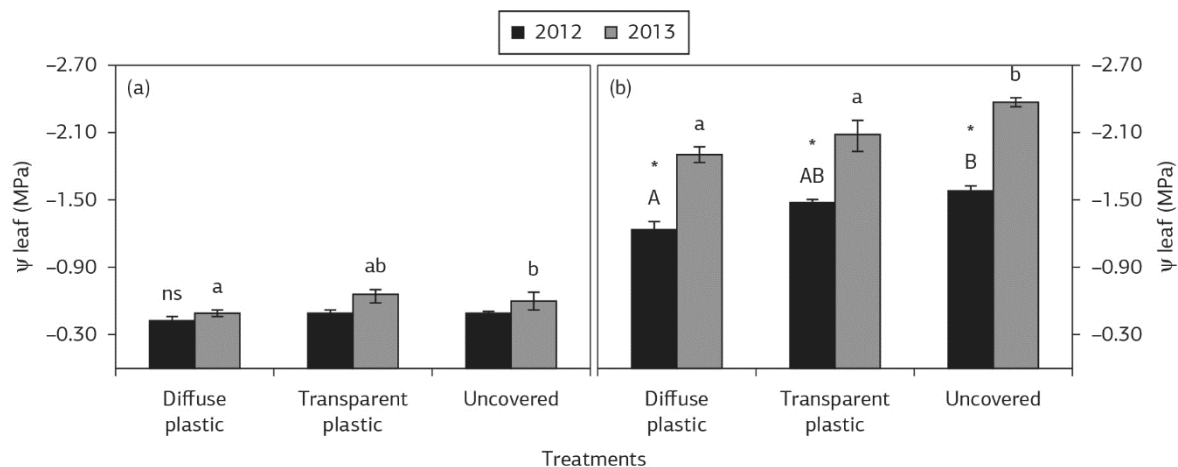 2012 2013
−2.70 (a) (b) −2.70
b
a
−2.10 a * −2.10
*
* B
AB
A
−1.50 −1.50
ψ leaf (MPa) ψ leaf (MPa)
−0.90 −0.90
ab b
ns a
−0.30 −0.30
Diffuse plastic Transparent plastic Uncovered Diffuse plastic Transparent plastic Uncovered
Treatments